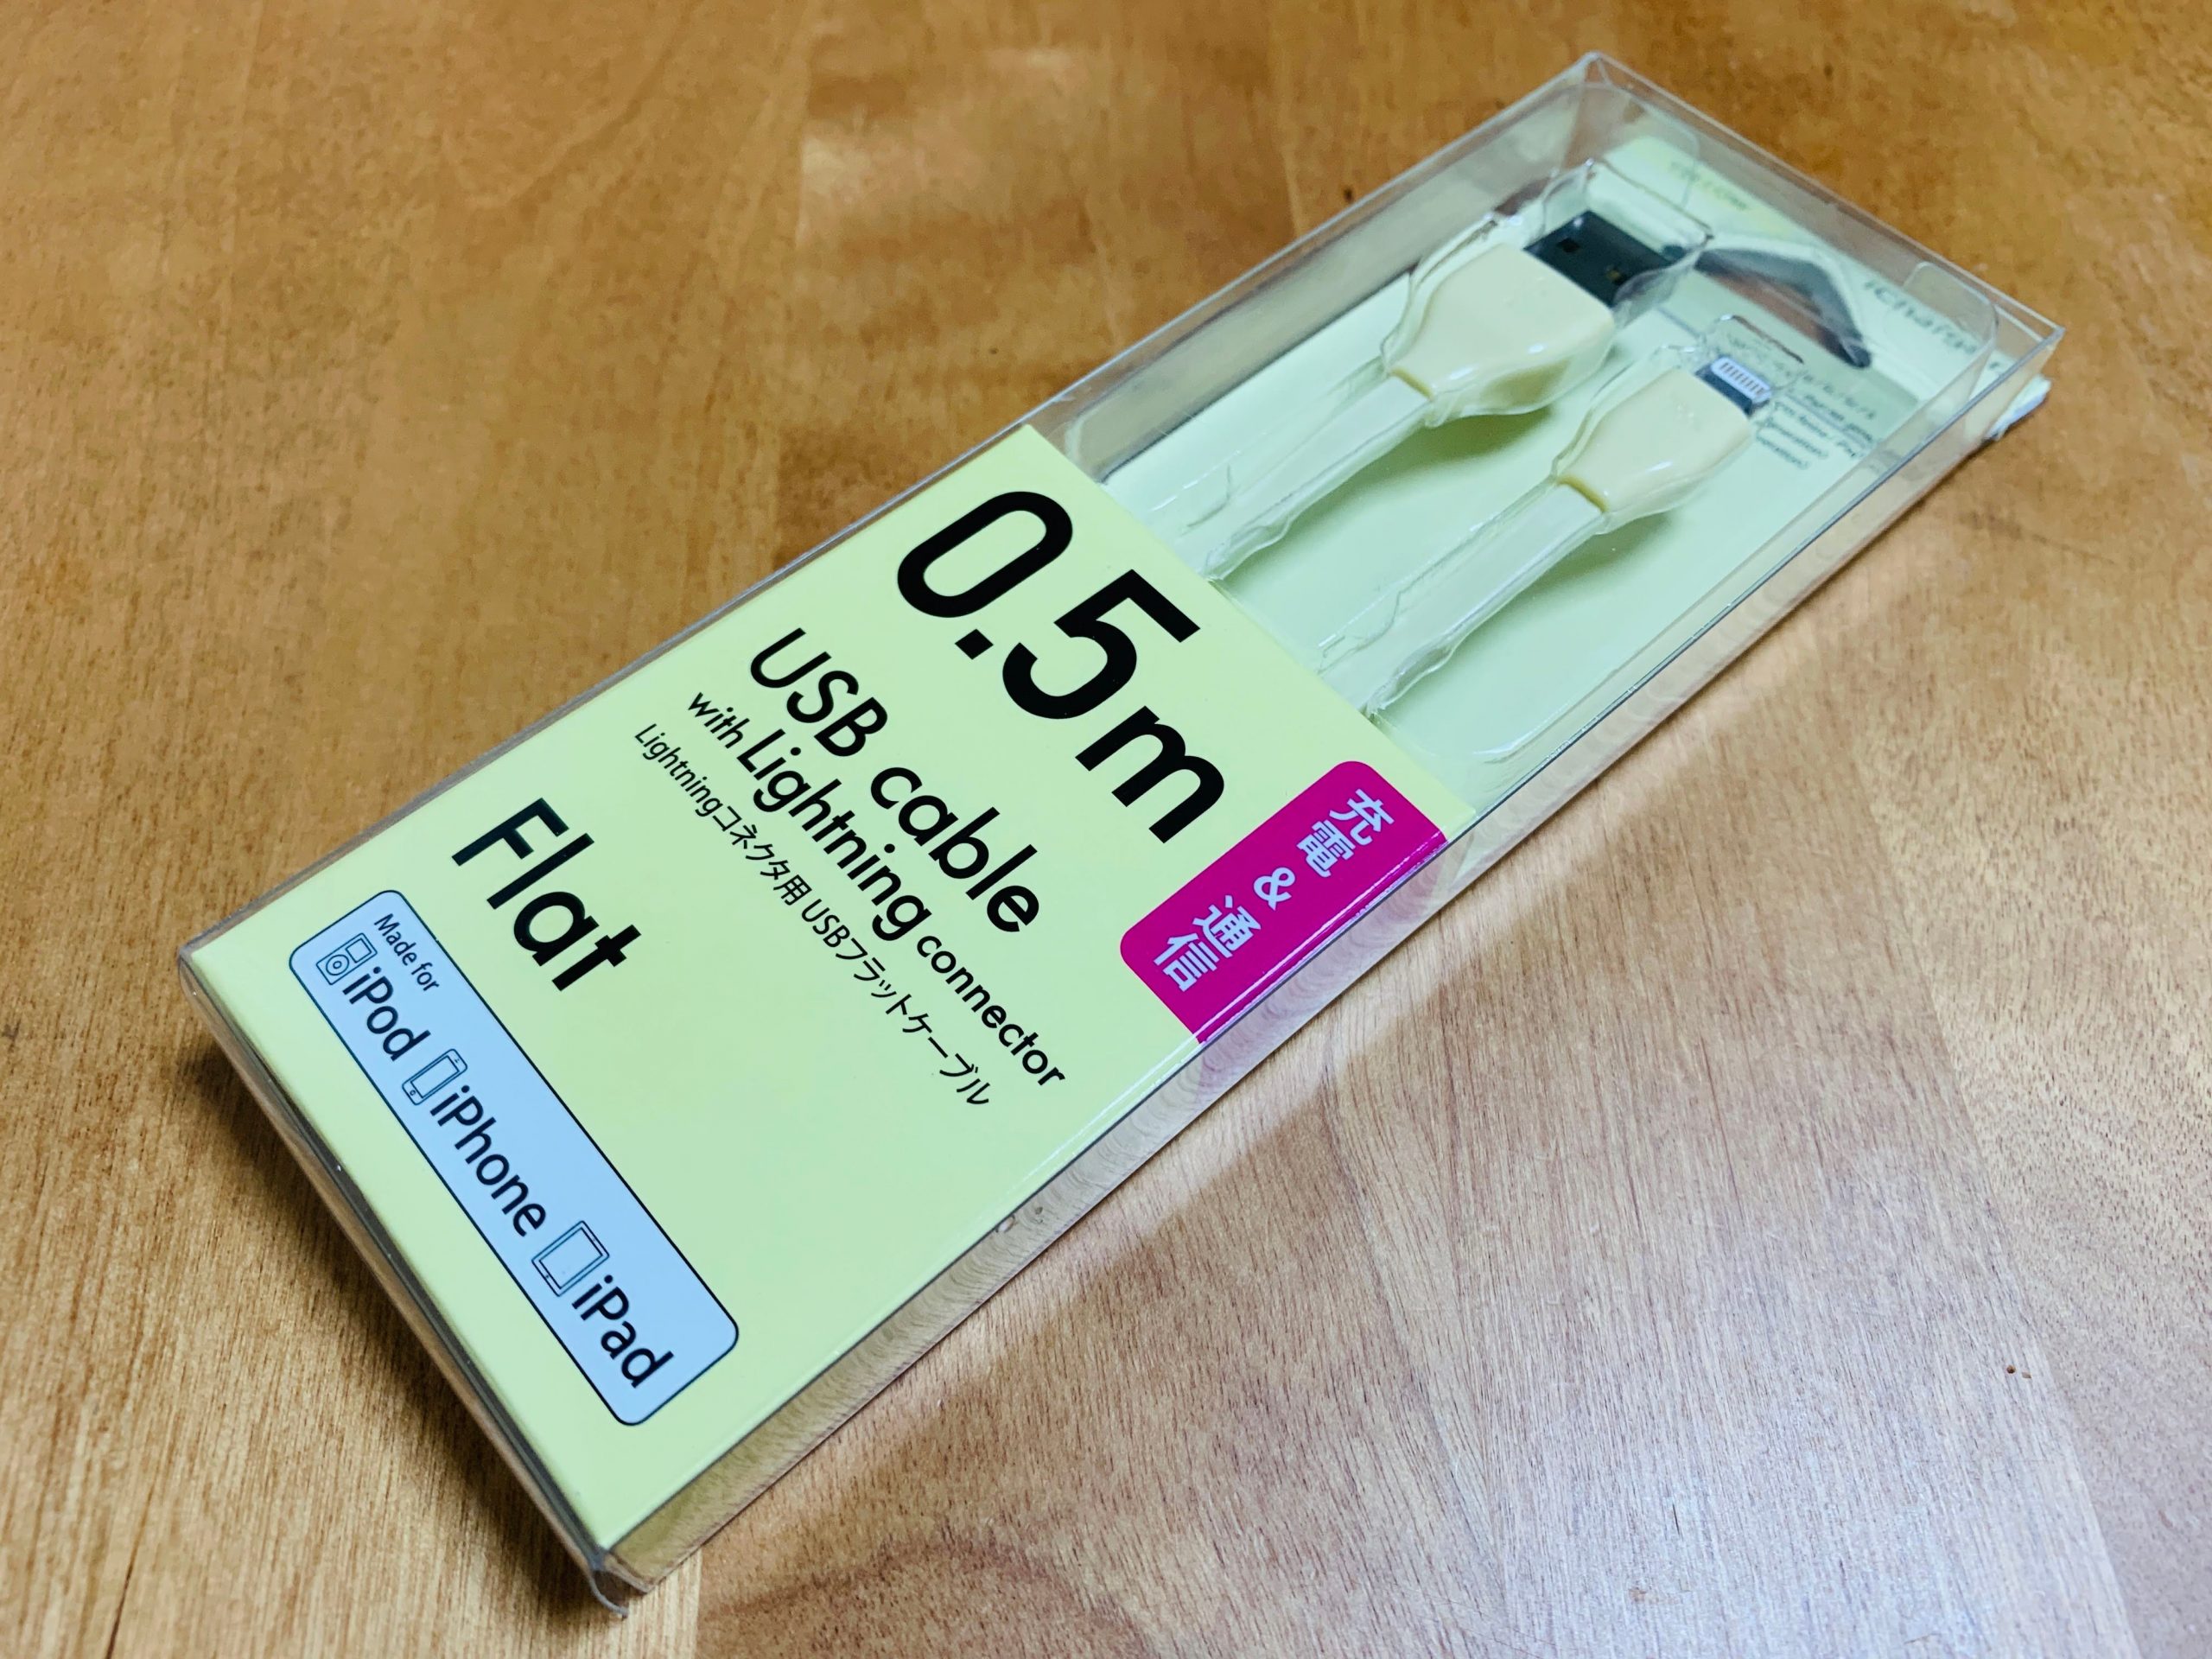 0.5m
充電&通信
USB cable
with Lightning connector
Lightningコネクタ用 USBフラットケーブル
Flat
Made for
iPod iPhone iPad